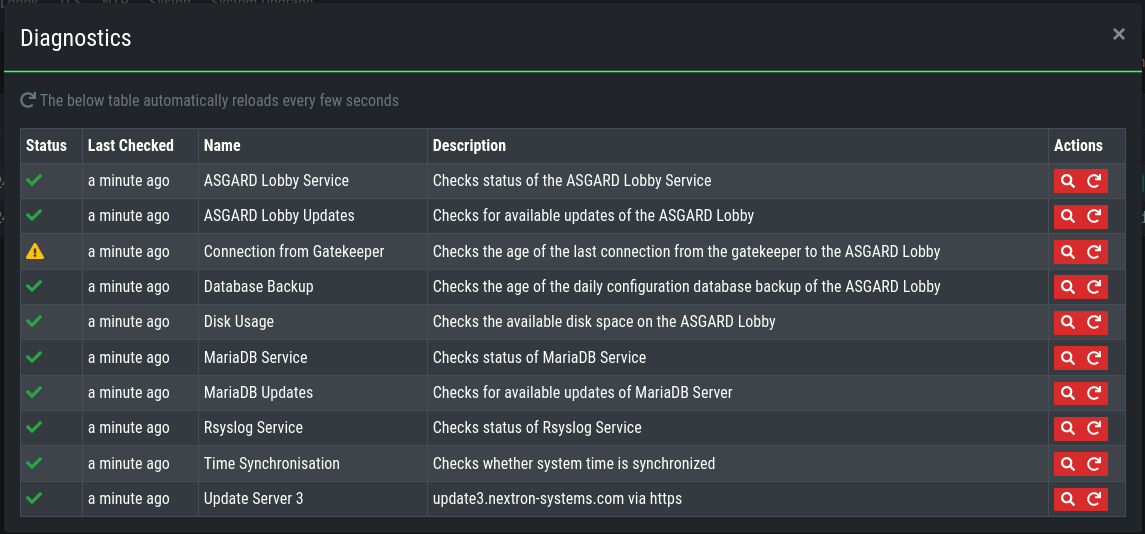 Diagnostics ×
The below table automatically reloads every few seconds
Status Last Checked Name Description Actions
a minute ago ASGARD Lobby Service Checks status of the ASGARD Lobby Service
a minute ago ASGARD Lobby Updates Checks for available updates of the ASGARD Lobby
a minute ago Connection from Gatekeeper Checks the age of the last connection from the gatekeeper to the ASGARD Lobby
a minute ago Database Backup Checks the age of the daily configuration database backup of the ASGARD Lobby
a minute ago Disk Usage Checks the available disk space on the ASGARD Lobby
a minute ago MariaDB Service Checks status of MariaDB Service
a minute ago MariaDB Updates Checks for available updates of MariaDB Server
a minute ago Rsyslog Service Checks status of Rsyslog Service
a minute ago Time Synchronisation Checks whether system time is synchronized
a minute ago Update Server 3 update3.nextron-systems.com via https